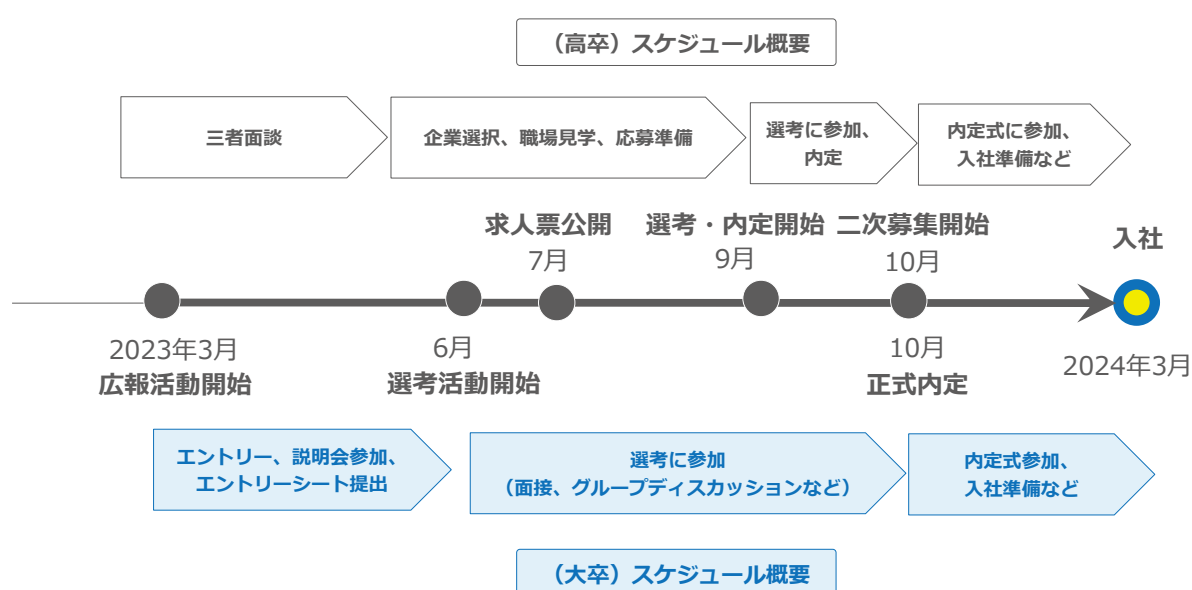 （高卒）スケジュール概要
三者面談
企業選択、職場見学、応募準備
選考に参加、
内定
内定式に参加、
入社準備など
求人票公開
7月
選考・内定開始
9月
二次募集開始
10月
入社
2023年3月
広報活動開始
6月
選考活動開始
10月
正式内定
2024年3月
エントリー、説明会参加、
エントリーシート提出
選考に参加
（面接、グループディスカッションなど）
内定式参加、
入社準備など
（大卒）スケジュール概要